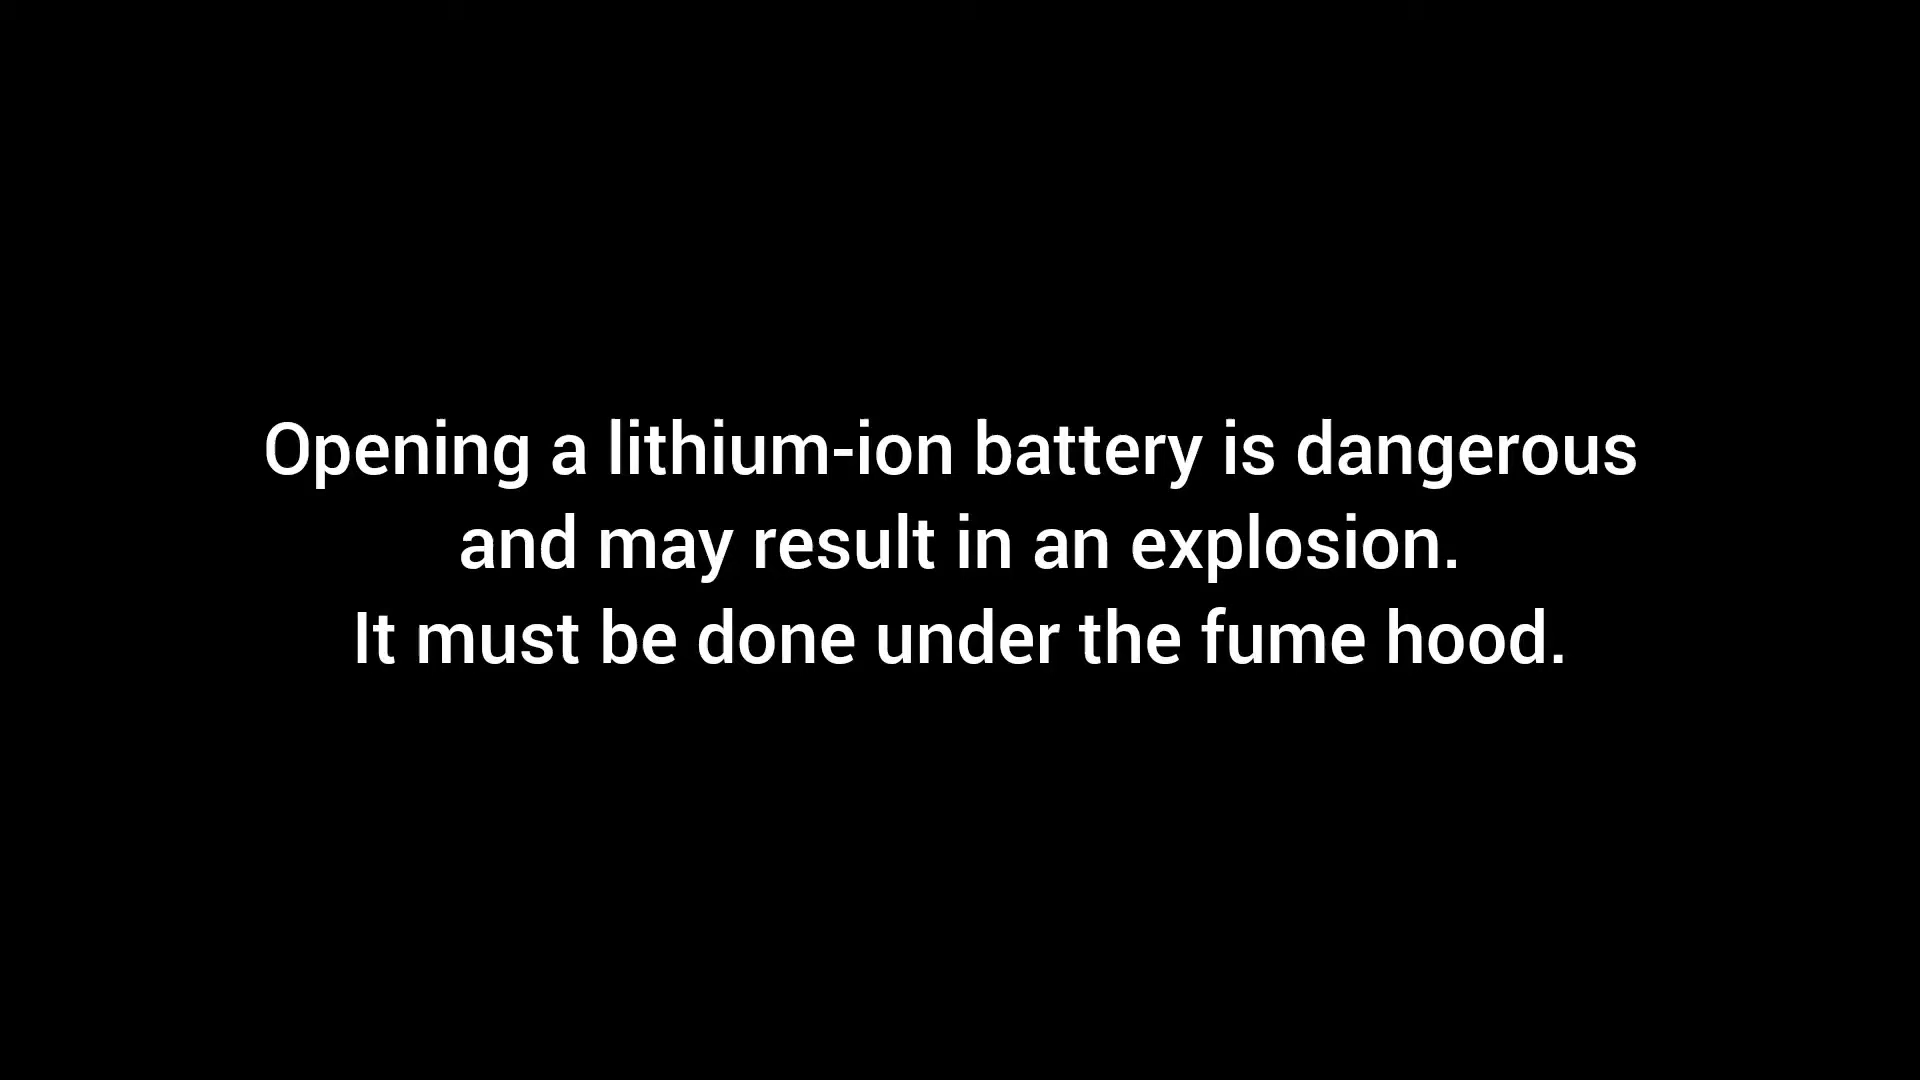 Opening a lithium-ion battery is dangerous
and may result in an explosion.
It must be done under the fume hood.